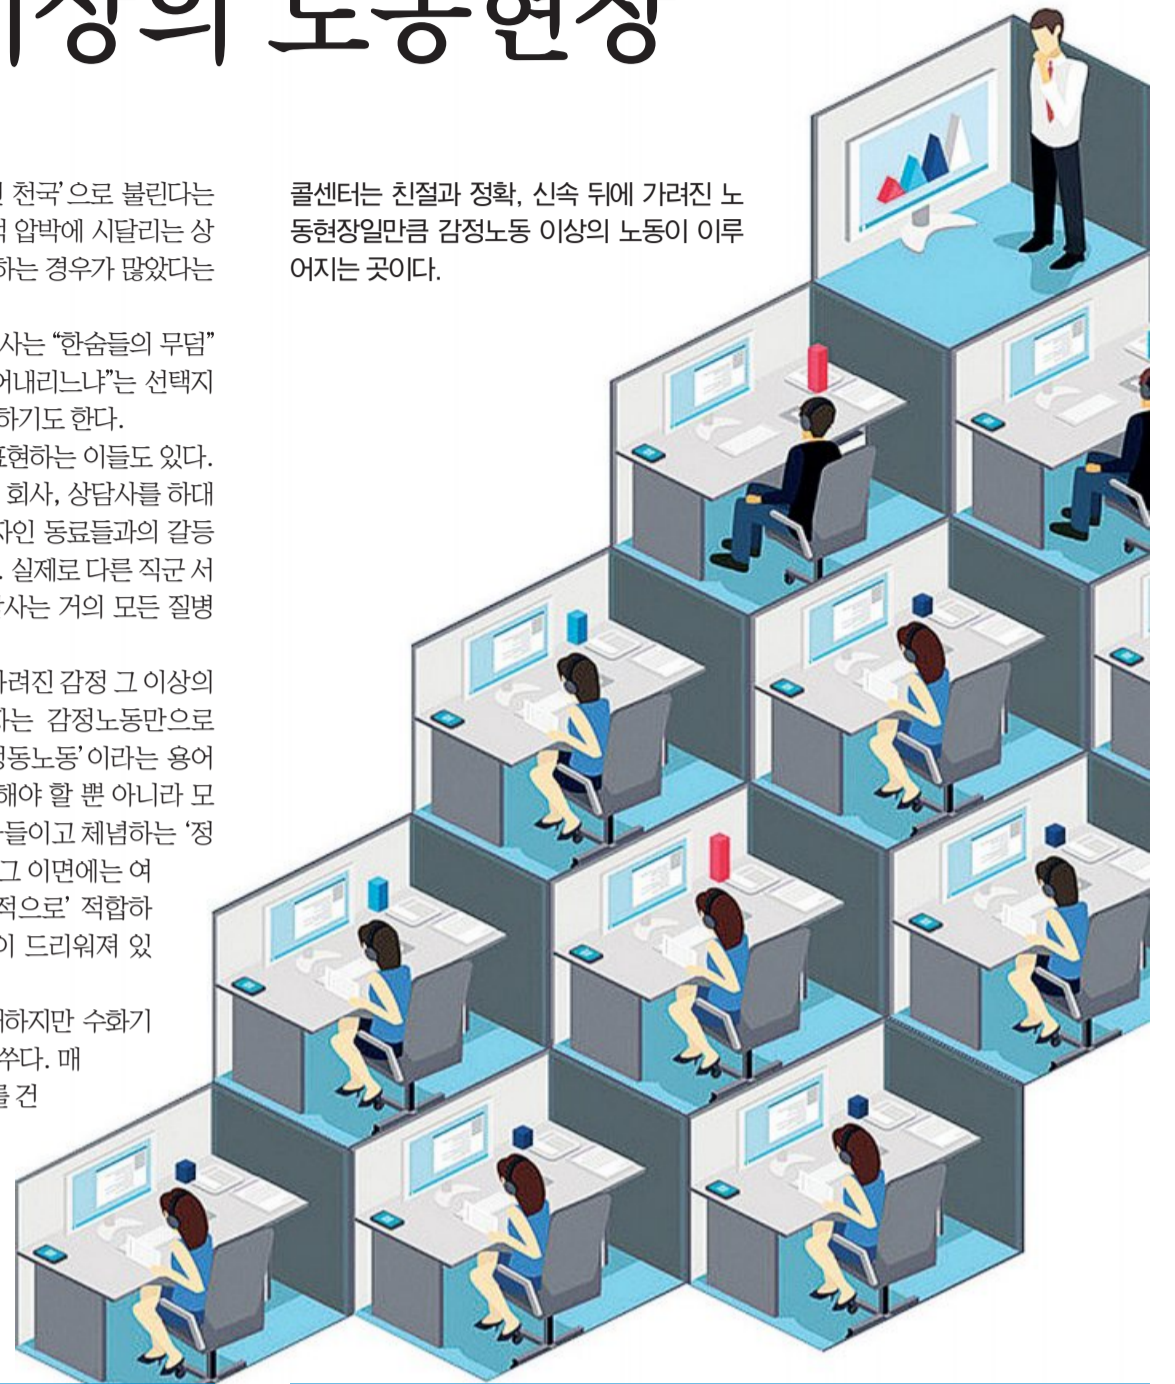 이상의 노동현장
천국’으로 불린다는
압박에 시달리는 상
하는 경우가 많았다는
사는 “한숨들의 무덤”
어내리느냐”는 선택지
하기도 한다.
표현하는 이들도 있다.
회사, 상담사를 하대
자인 동료들과의 갈등
. 실제로 다른 직군 서
사는 거의 모든 질병
가려진 감정 그 이상의
는 감정노동만으로
정동노동’이라는 용어
해야 할 뿐 아니라 모
들이고 체념하는 ‘정
그 이면에는 여
적으로’ 적합하
이 드리워져 있
하지만 수화기
쑤다. 매
를 건
콜센터는 친절과 정확, 신속 뒤에 가려진 노
동현장일만큼 감정노동 이상의 노동이 이루
어지는 곳이다.